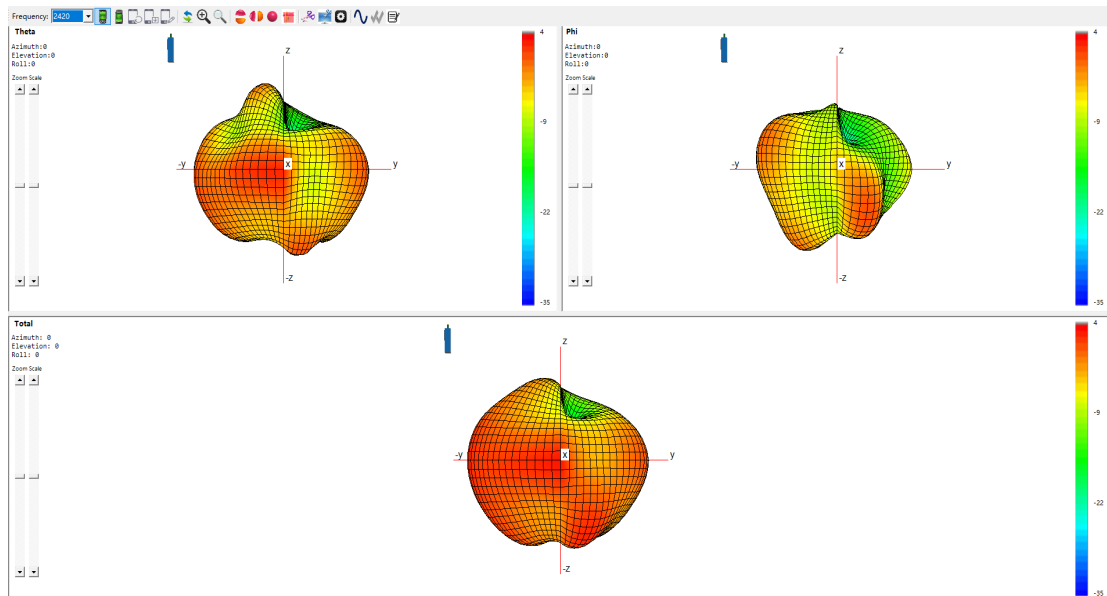 Frequency: 2420
Theta
Azimuth:0
Elevation:0
Roll:0
Zoom Scale
z
-y
x
y
-z
4
-9
-22
-35
Phi
Azimuth:0
Elevation:0
Roll:0
Zoom Scale
z
-y
x
y
-z
4
-9
-22
-35
Total
Azimuth: 0
Elevation: 0
Roll: 0
Zoom Scale
z
-y
x
y
-z
4
-9
-22
-35